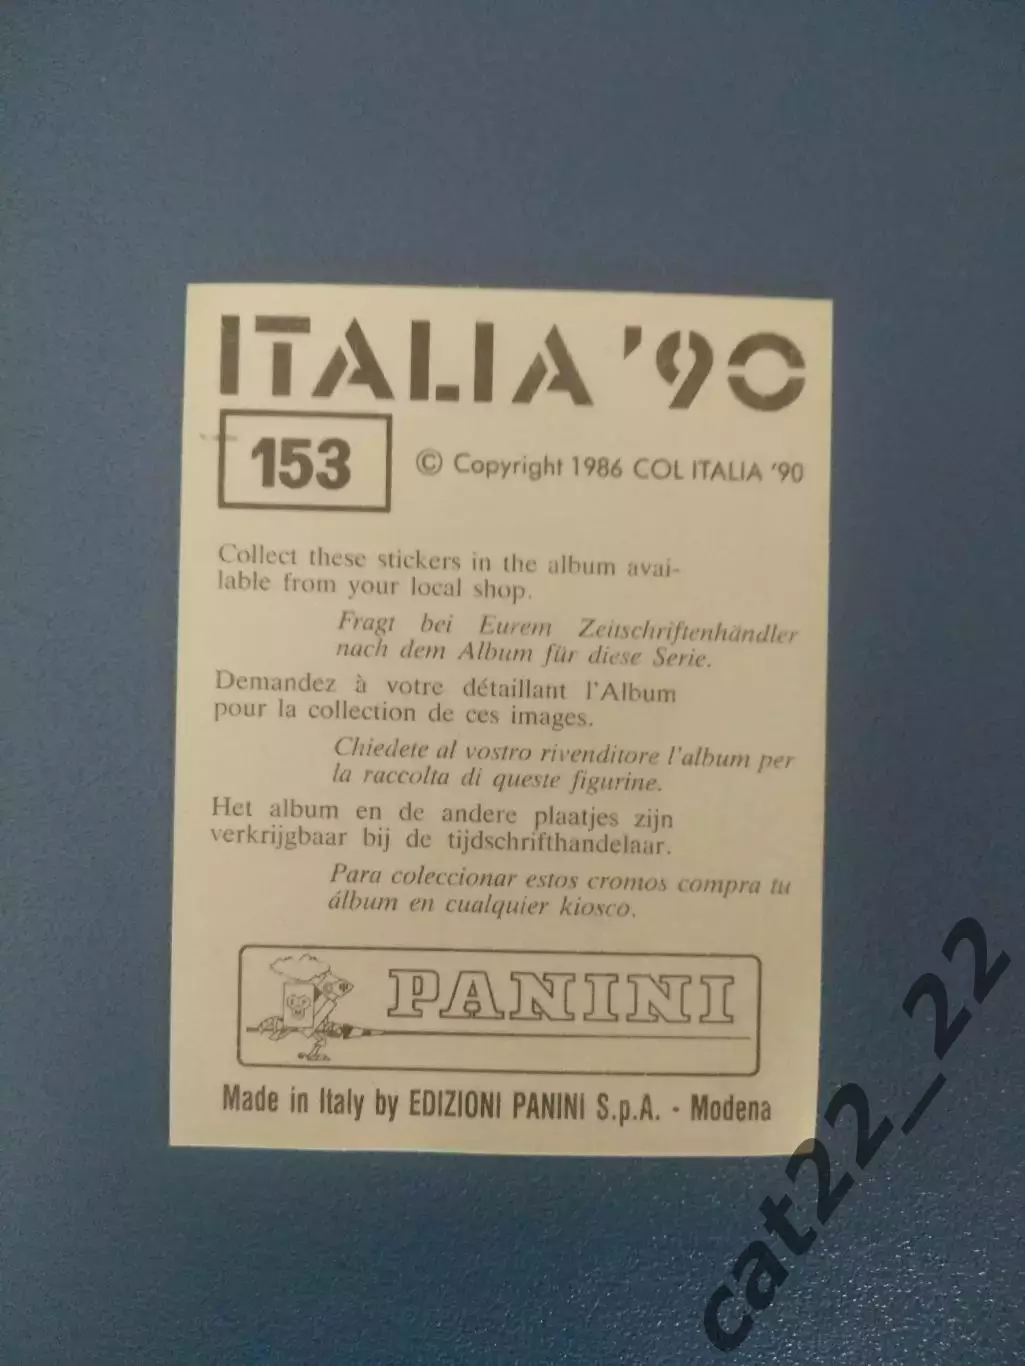 ITALIA '90
153
© Copyright 1986 COL ITALIA '90
Collect these stickers in the album avai-
lable from your local shop.
Fragt bei Eurem Zeitschriftenhändler
nach dem Album für diese Serie.
Demandez à votre détaillant l'Album
pour la collection de ces images.
Chiedete al vostro rivenditore l'album per
la raccolta di queste figurine.
Het album en de andere plaatjes zijn
verkrijgbaar bij de tijdschrifthandelaar.
Para coleccionar estos cromos compra tu
álbum en cualquier kiosco.
PANINI
Made in Italy by EDIZIONI PANINI S.p.A. - Modena
cat22_22